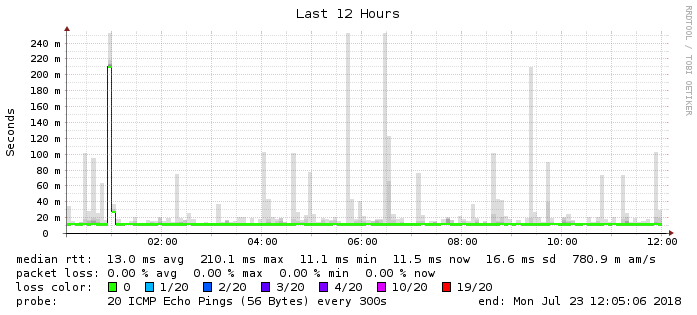 Last 12 Hours
RRDTOOL / TOBI OETIKER
Seconds
240 m
220 m
200 m
180 m
160 m
140 m
120 m
100 m
80 m
60 m
40 m
20 m
0
02:00 04:00 06:00 08:00 10:00 12:00
median rtt: 13.0 ms avg 210.1 ms max 11.1 ms min 11.5 ms now 16.6 ms sd 780.9 m am/s
packet loss: 0.00 % avg 0.00 % max 0.00 % min 0.00 % now
loss color: 0 1/20 2/20 3/20 4/20 10/20 19/20
probe: 20 ICMP Echo Pings (56 Bytes) every 300s end: Mon Jul 23 12:05:06 2018